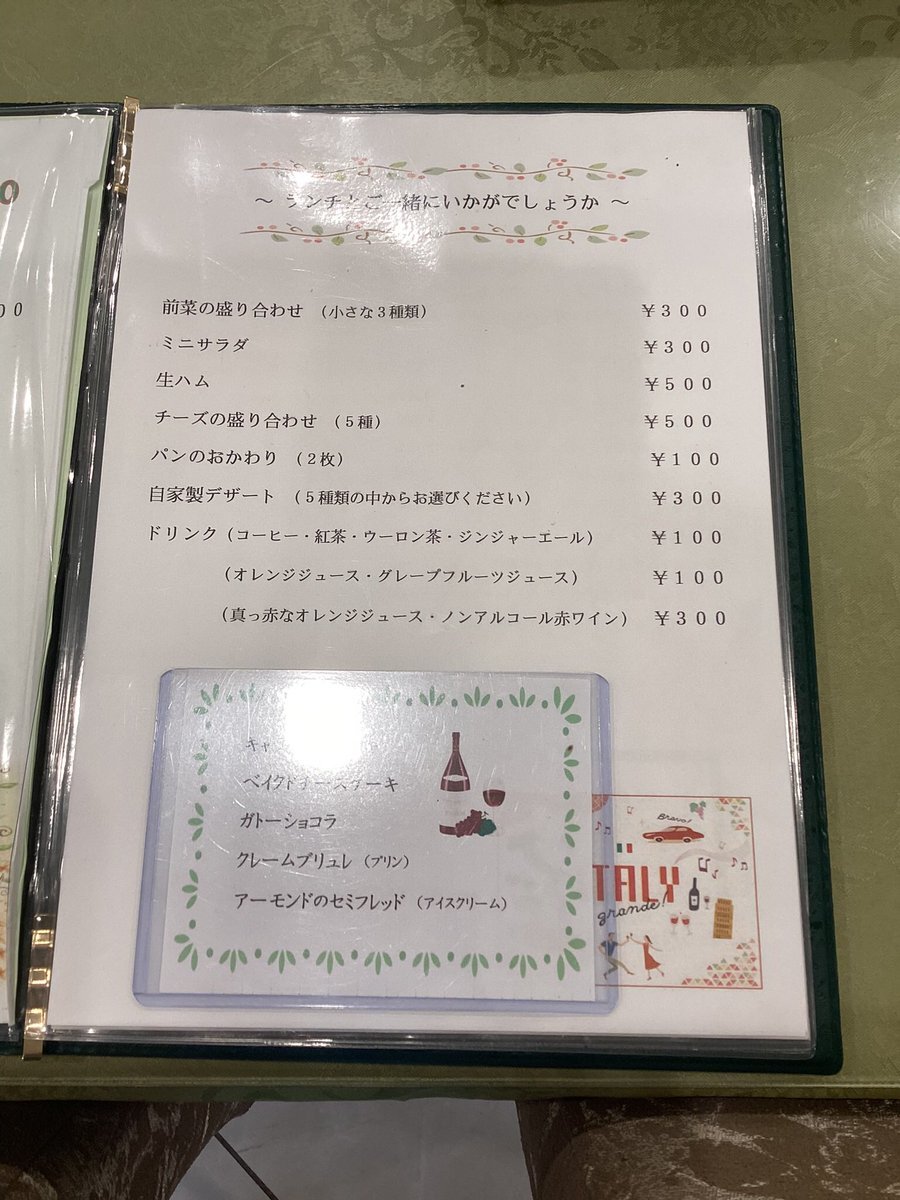 ～ ランチとご一緒にいかがでしょうか ～
前菜の盛り合わせ （小さな３種類） ￥３００
ミニサラダ ￥３００
生ハム ￥５００
チーズの盛り合わせ （５種） ￥５００
パンのおかわり （２枚） ￥１００
自家製デザート （５種類の中からお選びください） ￥３００
ドリンク（コーヒー・紅茶・ウーロン茶・ジンジャーエール） ￥１００
（オレンジジュース・グレープフルーツジュース） ￥１００
（真っ赤なオレンジジュース・ノンアルコール赤ワイン） ￥３００
ベイクドチーズケーキ
ガトーショコラ
クレームブリュレ（プリン）
アーモンドのセミフレッド（アイスクリーム）
Bravo!
TALY
grande!